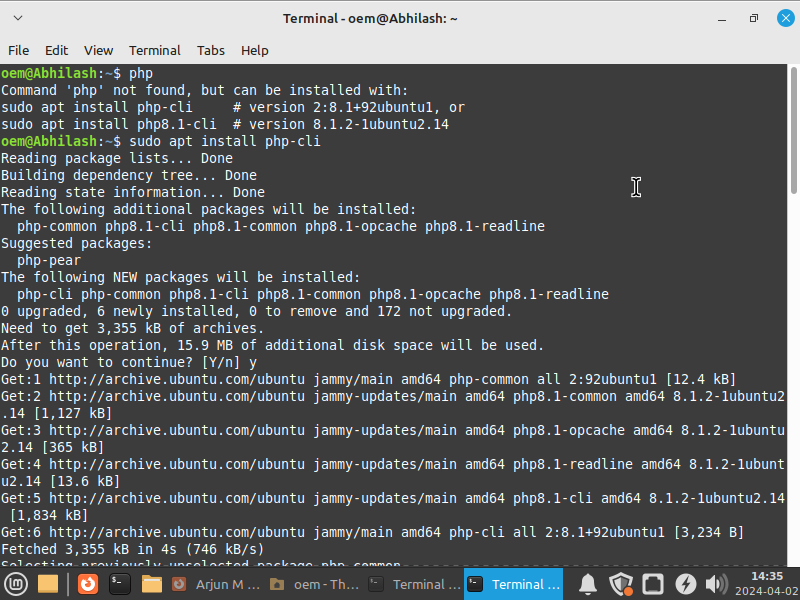 Terminal - oem@Abhilash: ~
File Edit View Terminal Tabs Help
oem@Abhilash:~$ php
Command 'php' not found, but can be installed with:
sudo apt install php-cli     # version 2:8.1+92ubuntu1, or
sudo apt install php8.1-cli  # version 8.1.2-1ubuntu2.14
oem@Abhilash:~$ sudo apt install php-cli
Reading package lists... Done
Building dependency tree... Done
Reading state information... Done
The following additional packages will be installed:
  php-common php8.1-cli php8.1-common php8.1-opcache php8.1-readline
Suggested packages:
  php-pear
The following NEW packages will be installed:
  php-cli php-common php8.1-cli php8.1-common php8.1-opcache php8.1-readline
0 upgraded, 6 newly installed, 0 to remove and 172 not upgraded.
Need to get 3,355 kB of archives.
After this operation, 15.9 MB of additional disk space will be used.
Do you want to continue? [Y/n] y
Get:1 http://archive.ubuntu.com/ubuntu jammy/main amd64 php-common all 2:92ubuntu1 [12.4 kB]
Get:2 http://archive.ubuntu.com/ubuntu jammy-updates/main amd64 php8.1-common amd64 8.1.2-1ubuntu2
.14 [1,127 kB]
Get:3 http://archive.ubuntu.com/ubuntu jammy-updates/main amd64 php8.1-opcache amd64 8.1.2-1ubuntu
2.14 [365 kB]
Get:4 http://archive.ubuntu.com/ubuntu jammy-updates/main amd64 php8.1-readline amd64 8.1.2-1ubunt
u2.14 [13.6 kB]
Get:5 http://archive.ubuntu.com/ubuntu jammy-updates/main amd64 php8.1-cli amd64 8.1.2-1ubuntu2.14
 [1,834 kB]
Get:6 http://archive.ubuntu.com/ubuntu jammy/main amd64 php-cli all 2:8.1+92ubuntu1 [3,234 B]
Fetched 3,355 kB in 4s (746 kB/s)
Selecting previously unselected package php-common.
Arjun M ... oem - Th... Terminal ... Terminal ...
14:35
2024-04-02